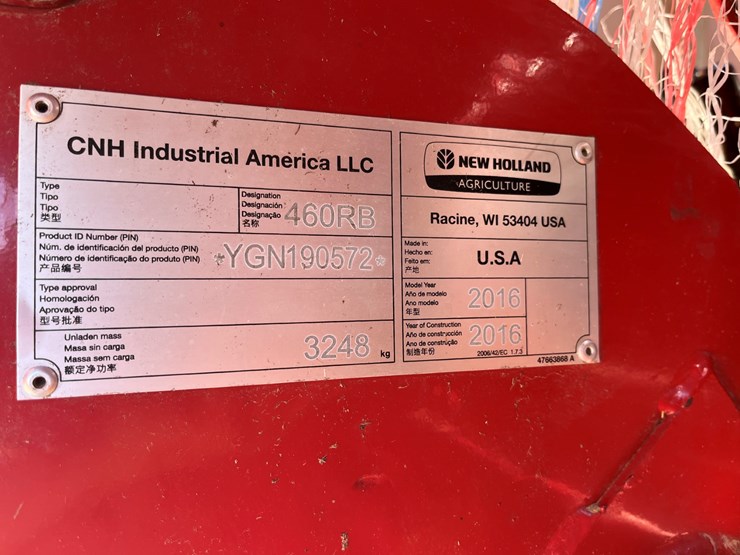 CNH Industrial America LLC
Type
Tipo
Tipo
类型
Designation
Designación
Designação
名称
460RB
Product ID Number (PIN)
Núm. de identificación del producto (PIN)
Número de identificação do produto (PIN)
产品编号
*YGN190572*
Type approval
Homologación
Aprovação do tipo
型号批准
Unladen mass
Masa sin carga
Massa sem carga
额定净功率
3248 kg
NEW HOLLAND
AGRICULTURE
Racine, WI 53404 USA
Made in:
Hecho en:
Feito em:
产地
U.S.A
Model Year
Año de modelo
Ano modelo
年型
2016
Year of Construction
Año de construcción
Ano de construção
制造年份
2016
2006/42/EC 1.7.3
47663868 A